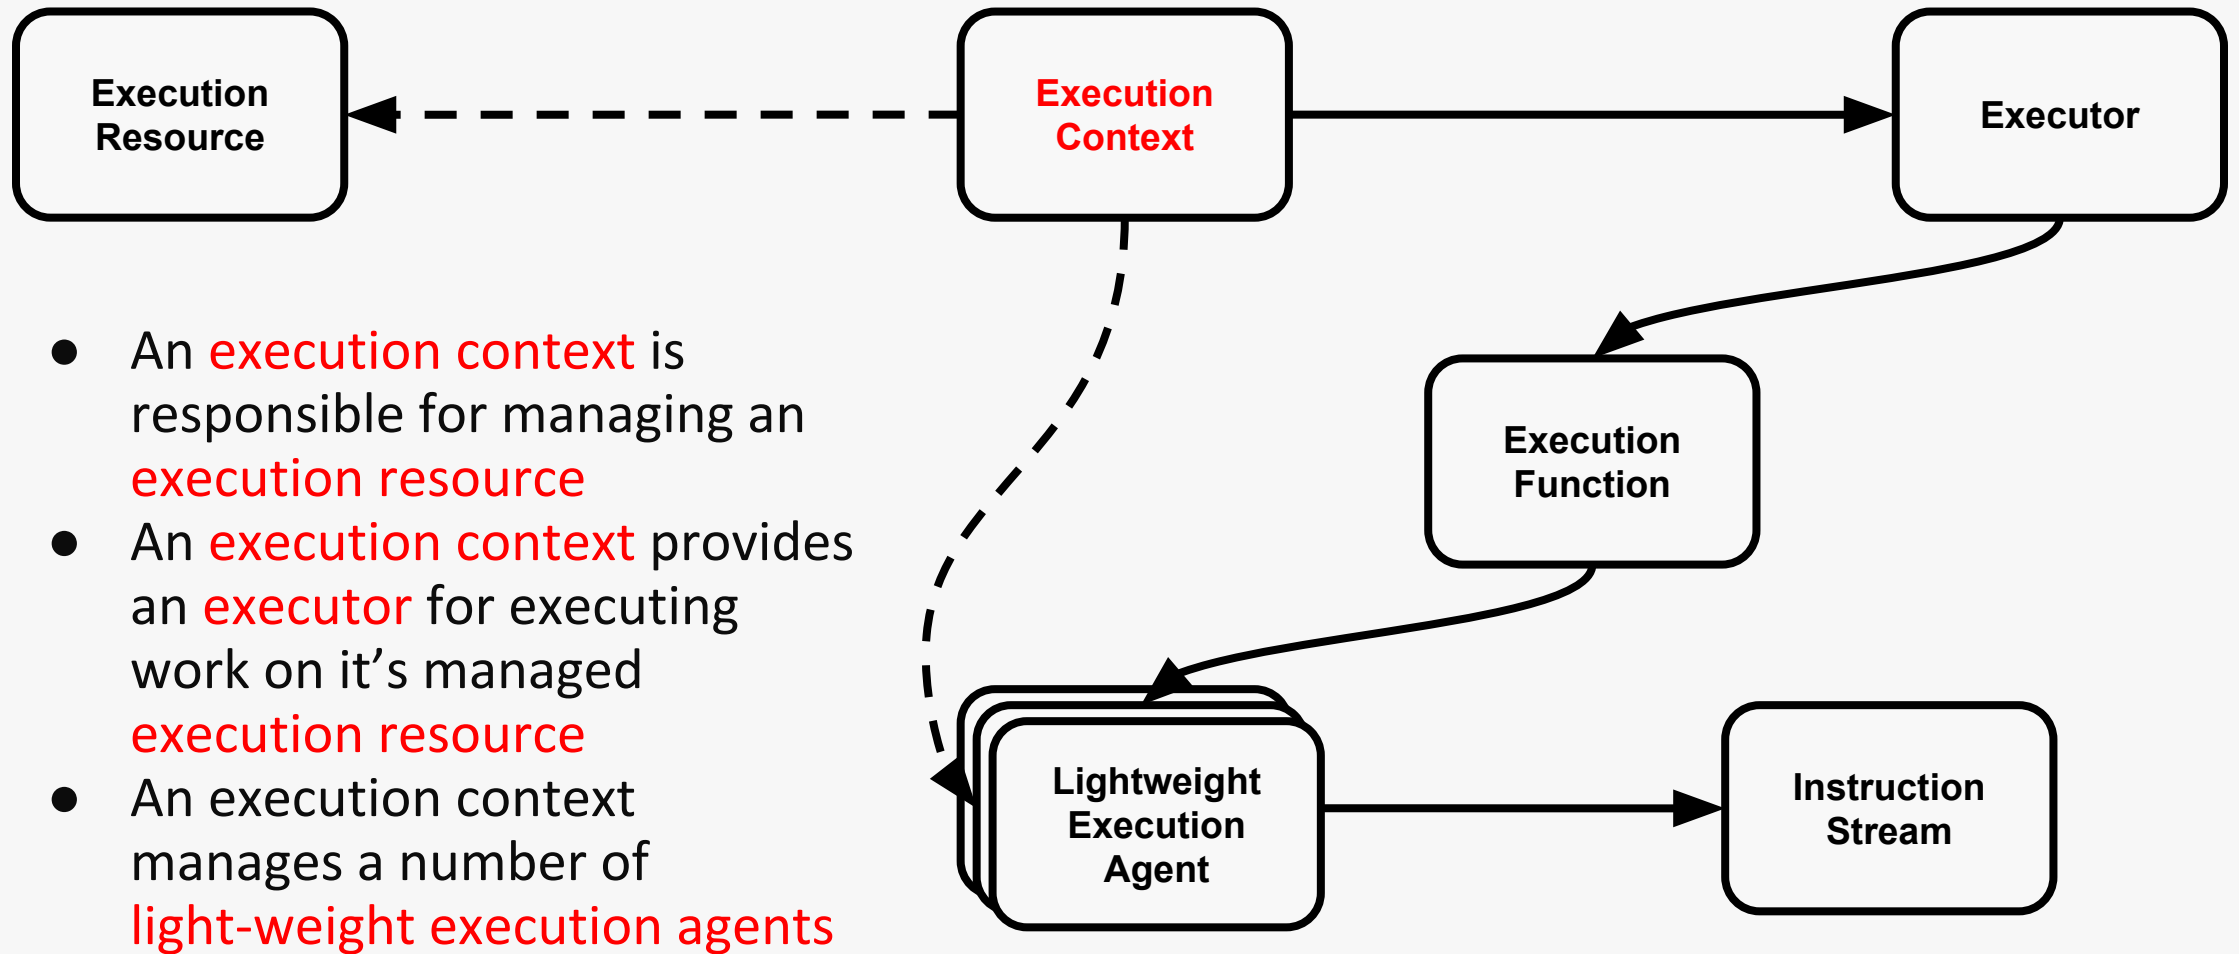 Execution
Resource
Execution
Context
Executor
● An execution context is
responsible for managing an
execution resource
● An execution context provides
an executor for executing
work on it’s managed
execution resource
● An execution context
manages a number of
light-weight execution agents
Execution
Function
Lightweight
Execution
Agent
Instruction
Stream